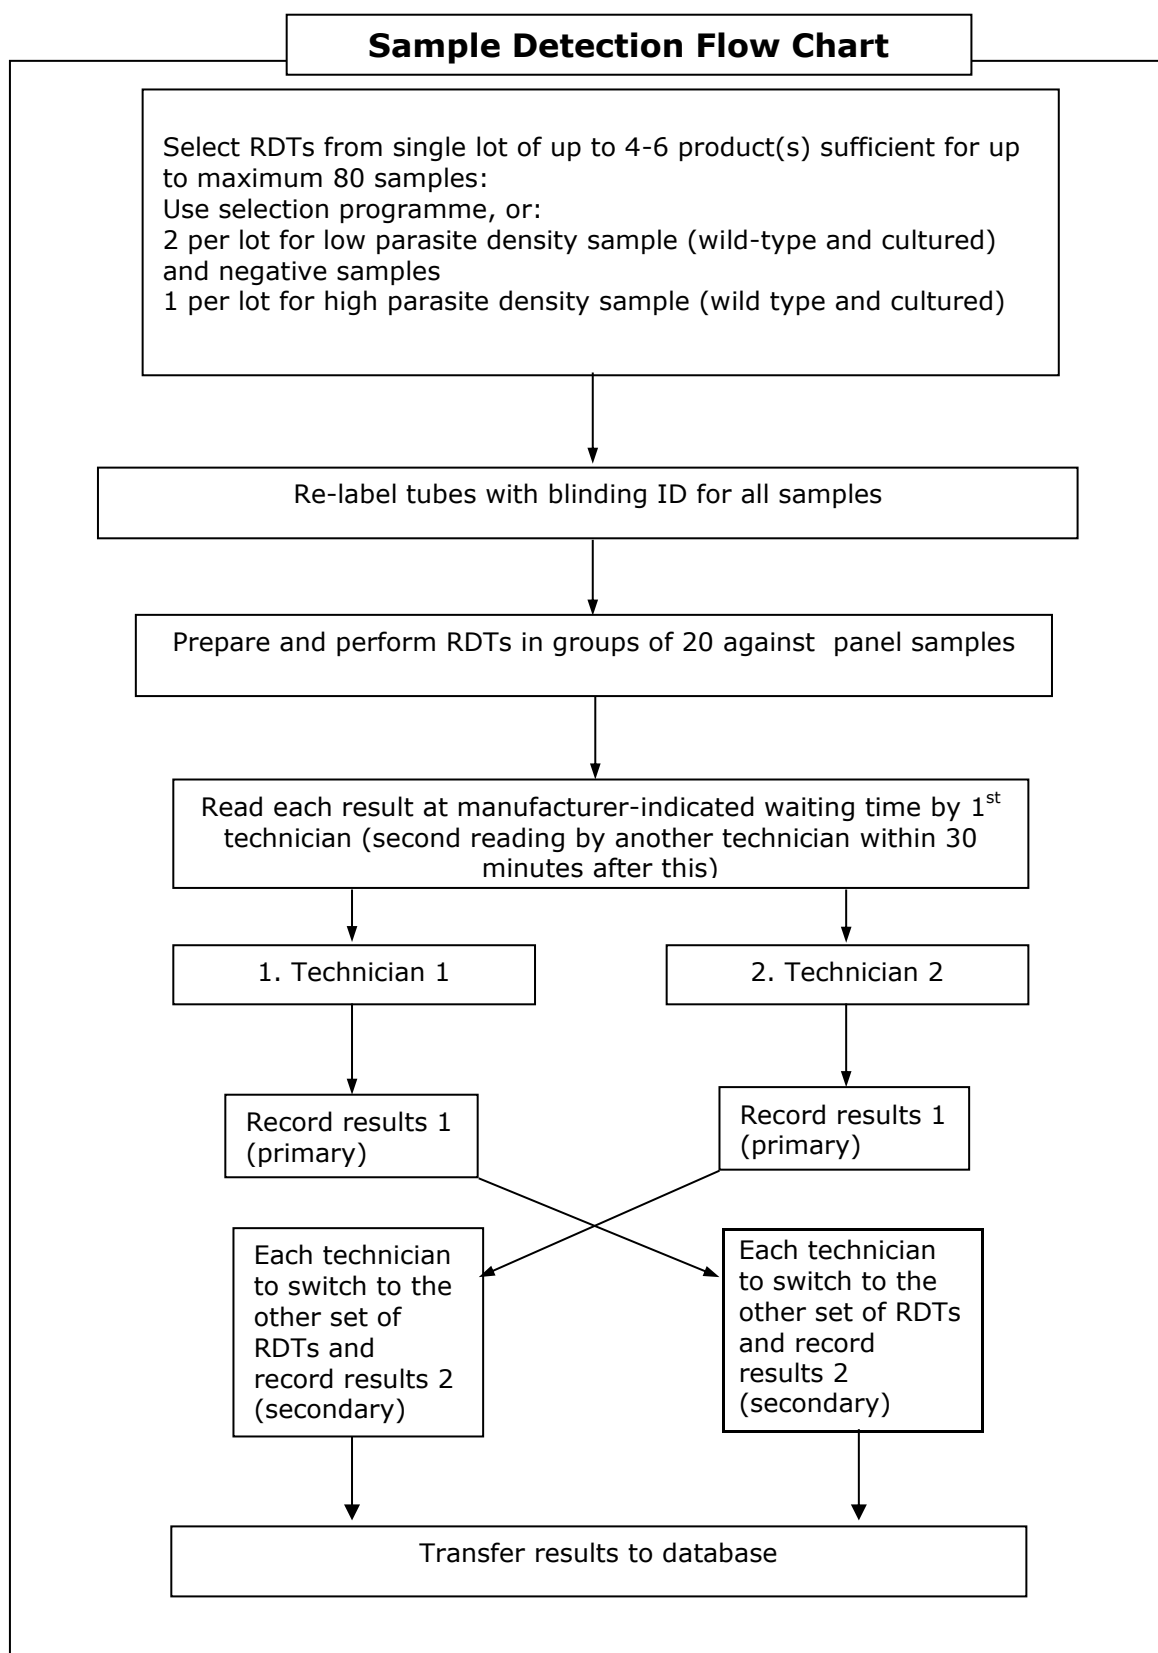 Sample Detection Flow Chart
Select RDTs from single lot of up to 4-6 product(s) sufficient for up
to maximum 80 samples:
Use selection programme, or:
2 per lot for low parasite density sample (wild-type and cultured)
and negative samples
1 per lot for high parasite density sample (wild type and cultured)
Re-label tubes with blinding ID for all samples
Prepare and perform RDTs in groups of 20 against  panel samples
Read each result at manufacturer-indicated waiting time by 1st
technician (second reading by another technician within 30
minutes after this)
1. Technician 1
2. Technician 2
Record results 1
(primary)
Record results 1
(primary)
Each technician
to switch to the
other set of
RDTs and
record results 2
(secondary)
Each technician
to switch to the
other set of RDTs
and record
results 2
(secondary)
Transfer results to database